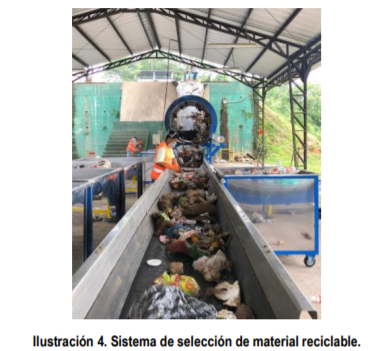 Ilustración 4. Sistema de selección de material reciclable.